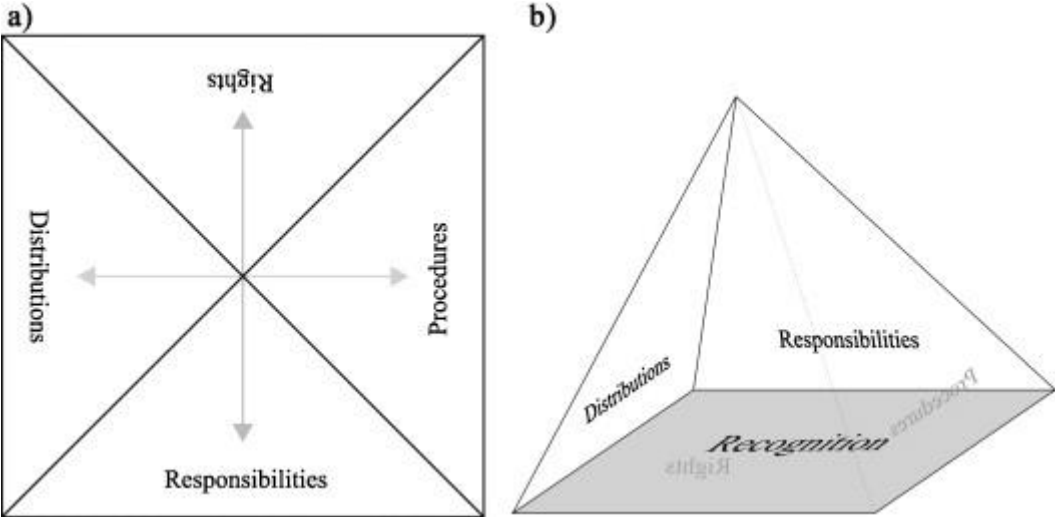 a)
Rights
Distributions
Procedures
Responsibilities
b)
Responsibilities
Distributions
Procedures
Recognition
Rights